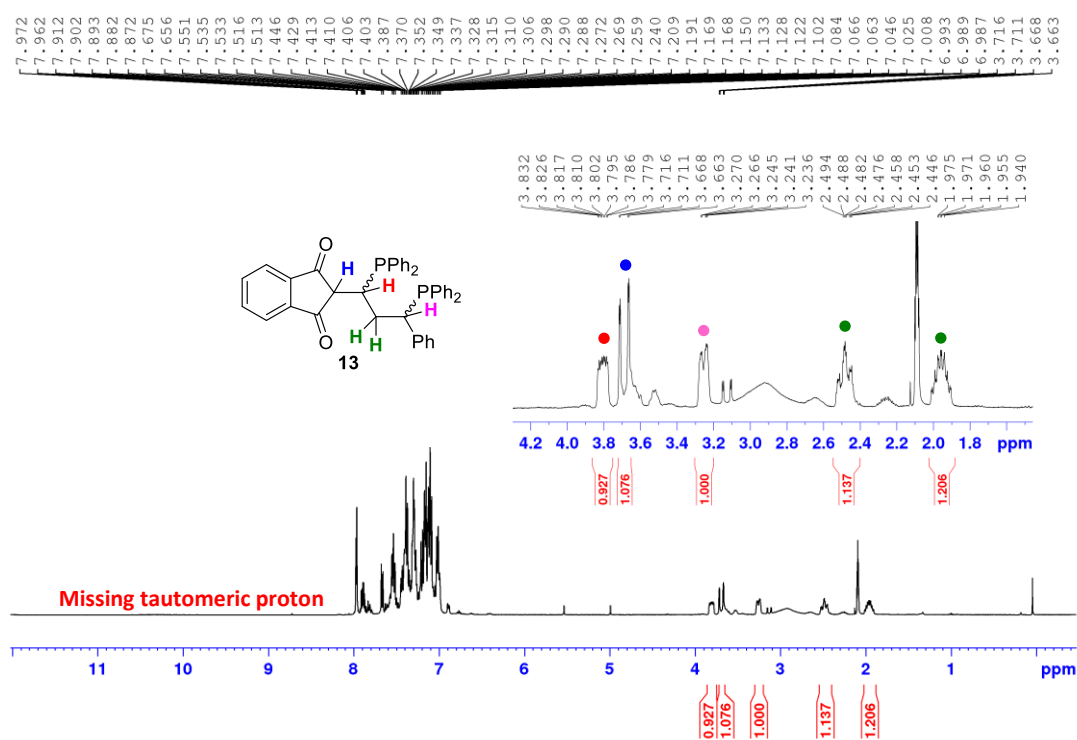 7.972 7.962 7.912 7.902 7.893 7.882 7.872 7.675 7.656 7.551 7.535 7.533 7.516 7.513 7.446 7.429 7.413 7.410 7.406 7.403 7.387 7.370 7.352 7.349 7.337 7.328 7.315 7.310 7.306 7.298 7.290 7.288 7.272 7.269 7.259 7.240 7.209 7.191 7.169 7.168 7.150 7.133 7.128 7.122 7.102 7.084 7.066 7.063 7.046 7.025 7.008 6.993 6.989 6.987 3.716 3.711 3.668 3.663
3.832 3.826 3.817 3.810 3.802 3.795 3.786 3.779 3.716 3.711 3.668 3.663 3.270 3.266 3.245 3.241 3.236 2.494 2.488 2.482 2.476 2.458 2.453 2.446 1.975 1.971 1.960 1.955 1.940
O
H PPh2
H PPh2
H
H H Ph
O
13
4.2 4.0 3.8 3.6 3.4 3.2 3.0 2.8 2.6 2.4 2.2 2.0 1.8 ppm
0.927 1.076 1.000 1.137 1.206
Missing tautomeric proton
11 10 9 8 7 6 5 4 3 2 1 ppm
0.927 1.076 1.000 1.137 1.206